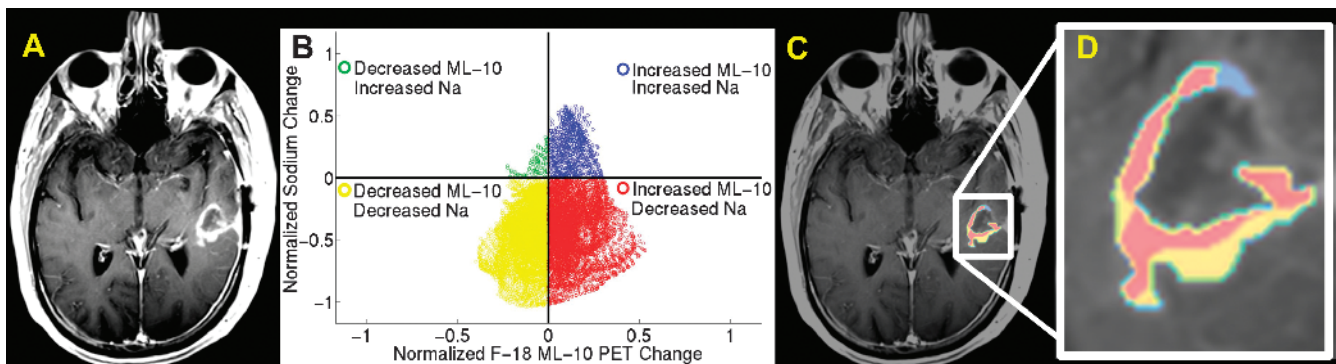 A
B
1
0.5
0
−0.5
−1
Normalized Sodium Change
Decreased ML−10
Increased Na
Increased ML−10
Increased Na
Decreased ML−10
Decreased Na
Increased ML−10
Decreased Na
−1
−0.5
0
0.5
1
Normalized F−18 ML−10 PET Change
C
D